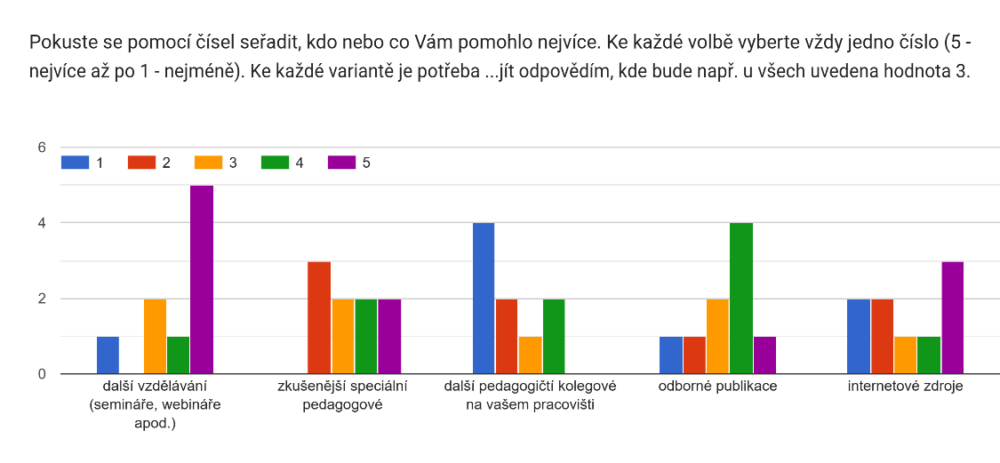 Pokuste se pomocí čísel seřadit, kdo nebo co Vám pomohlo nejvíce. Ke každé volbě vyberte vždy jedno číslo (5 -
nejvíce až po 1 - nejméně). Ke každé variantě je potřeba ...jít odpovědím, kde bude např. u všech uvedena hodnota 3.
6
1 2 3 4 5
4
2
0
další vzdělávání
(semináře, webináře
apod.)
zkušenější speciální
pedagogové
další pedagogičtí kolegové
na vašem pracovišti
odborné publikace
internetové zdroje